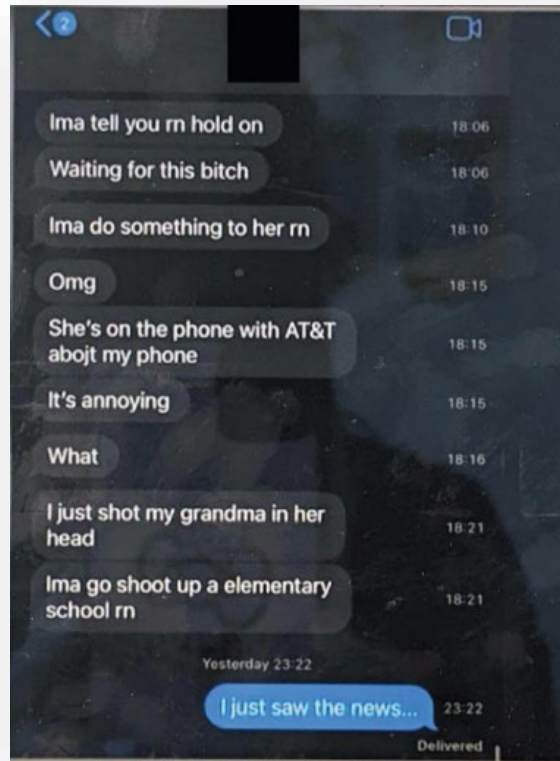 2
Ima tell you rn hold on 18:06
Waiting for this bitch 18:06
Ima do something to her rn 18:10
Omg 18:15
She's on the phone with AT&T
abojt my phone 18:15
It's annoying 18:15
What 18:16
I just shot my grandma in her
head 18:21
Ima go shoot up a elementary
school rn 18:21
Yesterday 23:22
I just saw the news... 23:22
Delivered